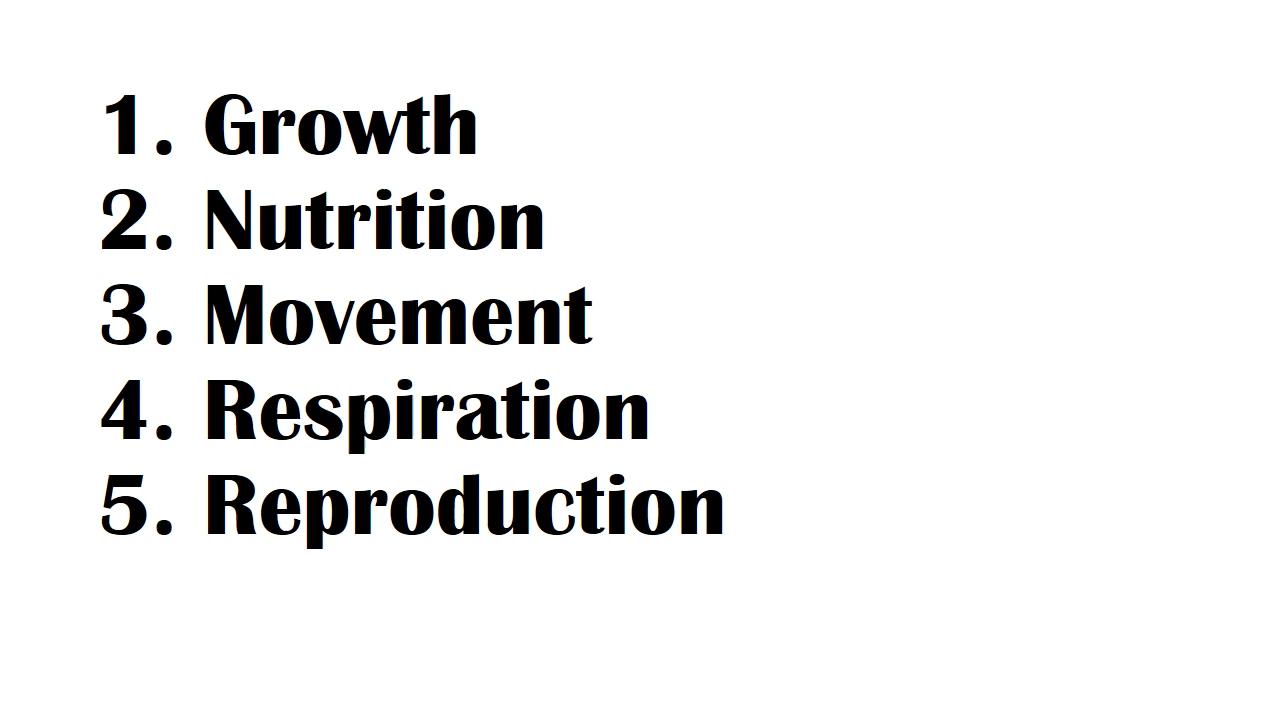 1. Growth
2. Nutrition
3. Movement
4. Respiration
5. Reproduction